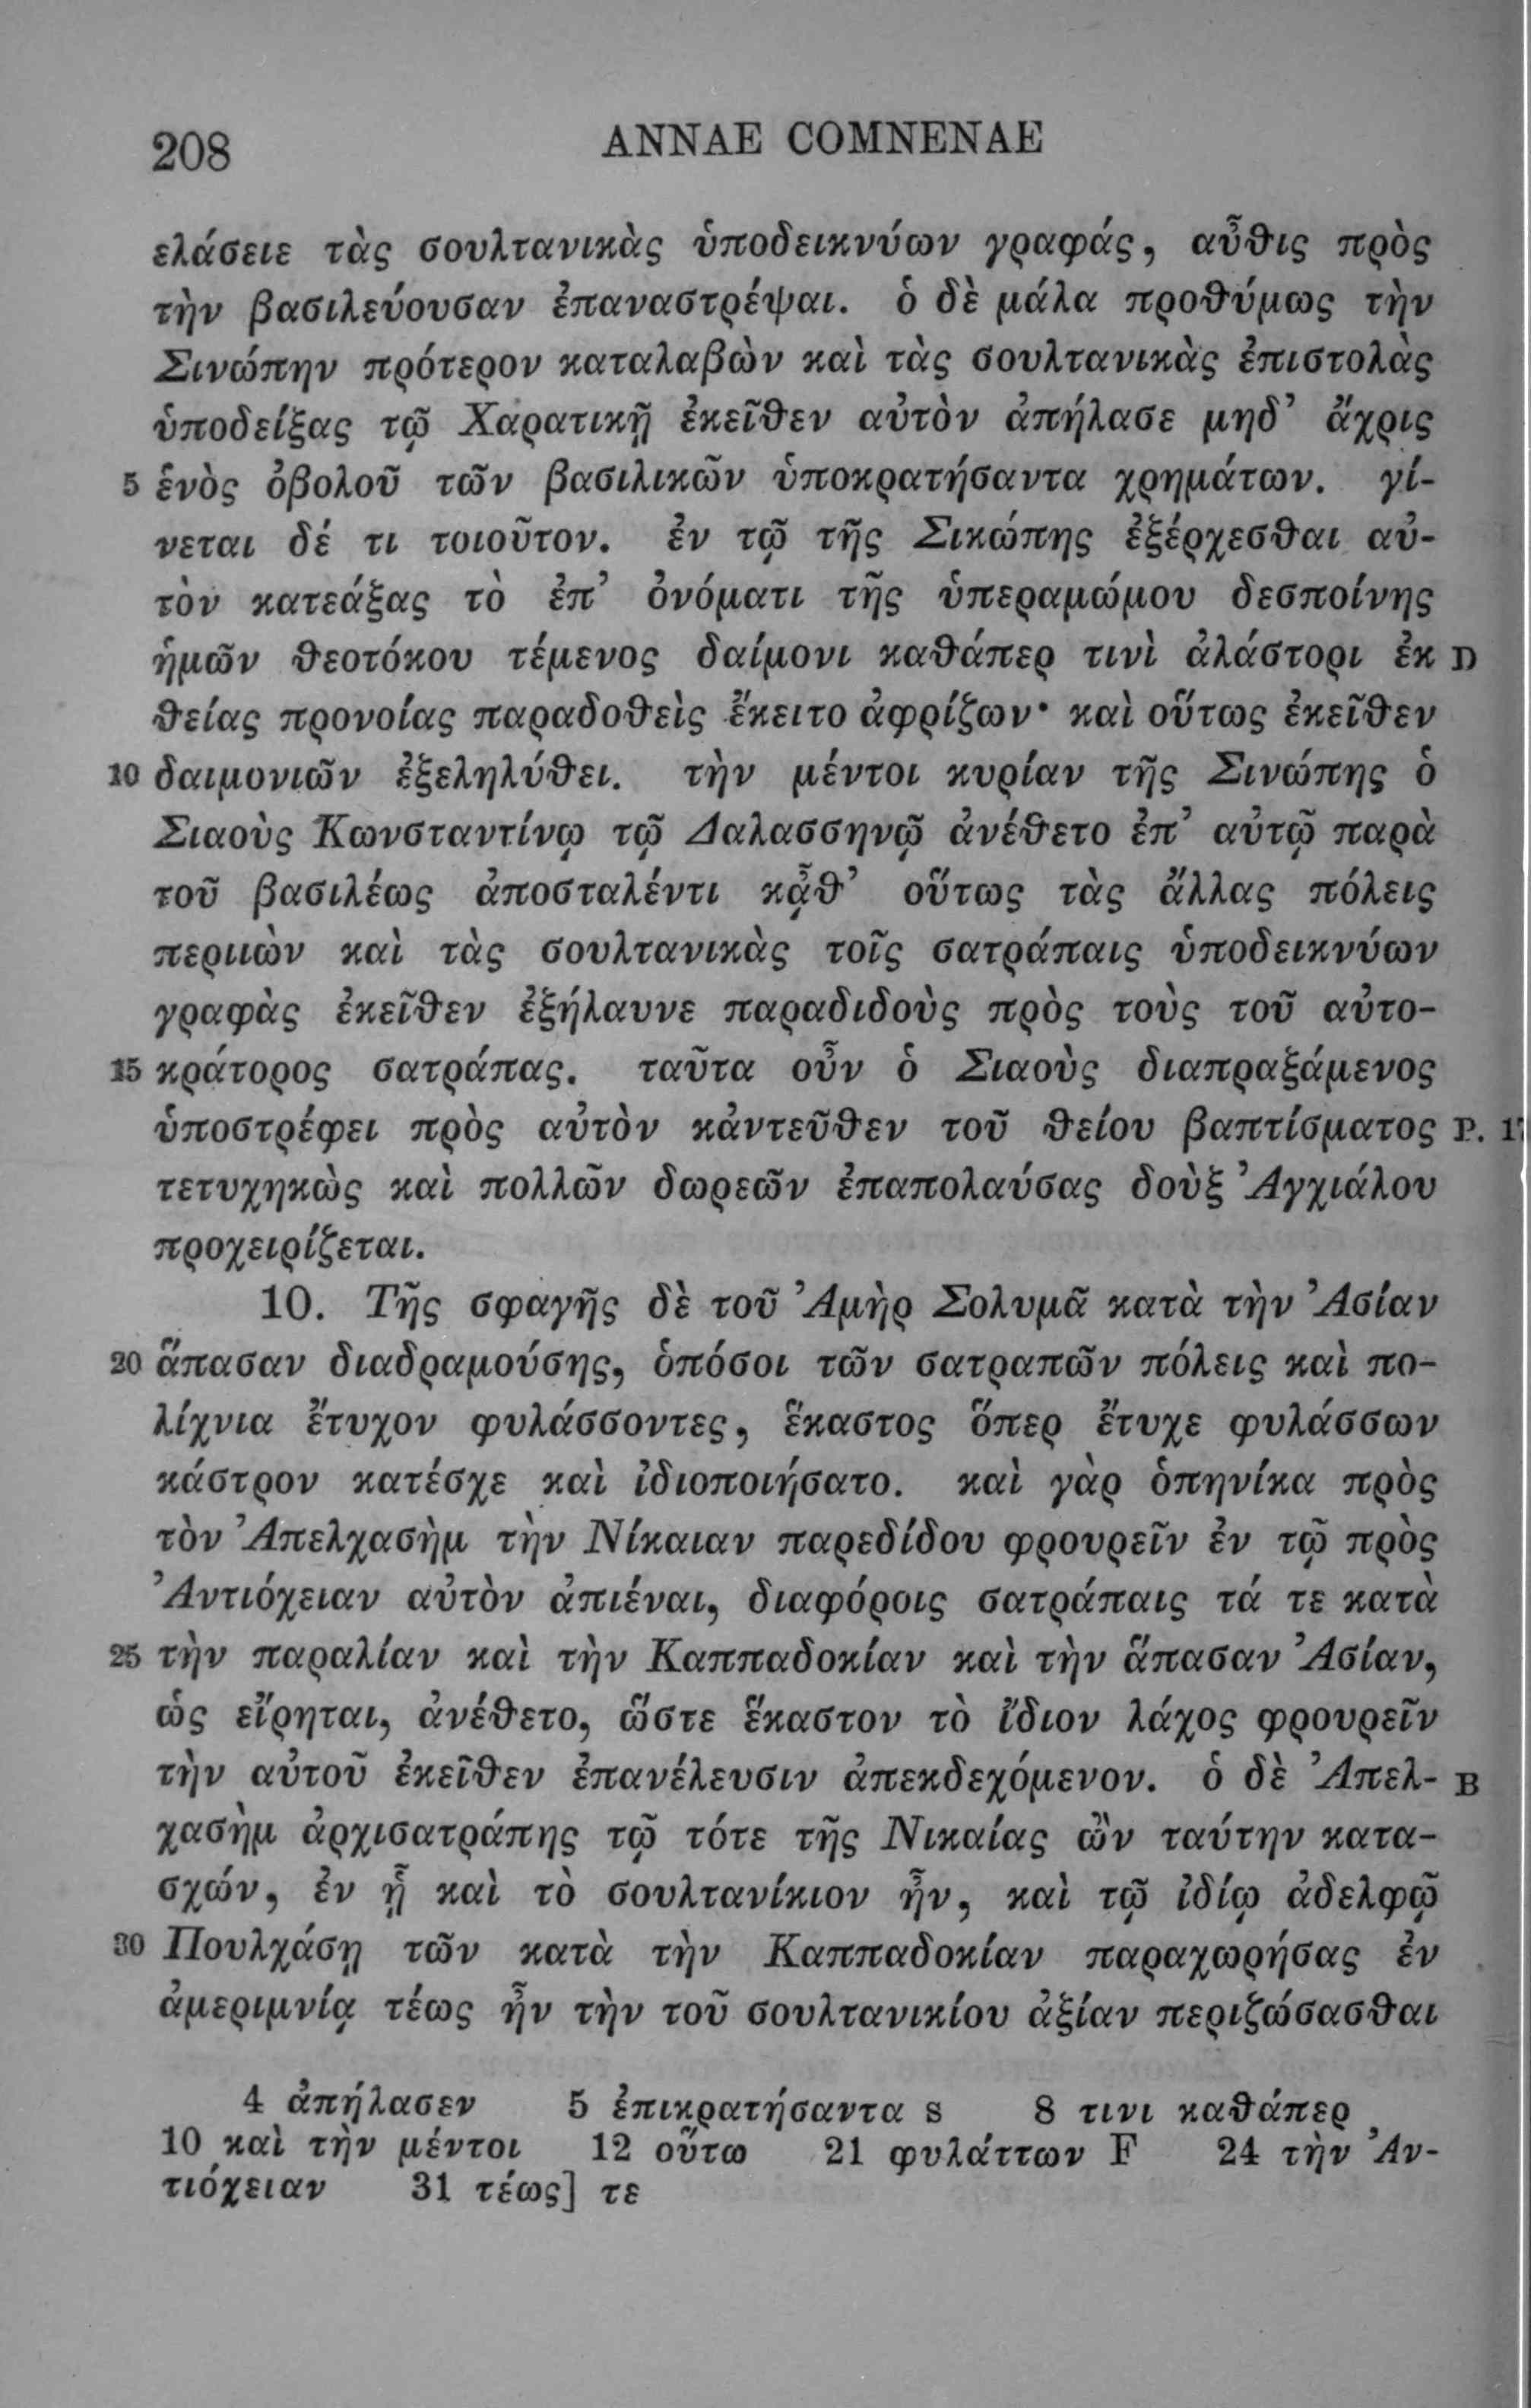 208 ANNAE COMNENAE
ελάσειε τὰς σουλτανικὰς ὑποδεικνύων γραφάς, αὖθις πρὸς
τὴν βασιλεύουσαν ἐπαναστρέψαι. ὁ δὲ μάλα προθύμως τὴν
Σινώπην πρότερον καταλαβὼν καὶ τὰς σουλτανικὰς ἐπιστολὰς
ὑποδείξας τῷ Χαρατικῇ ἐκεῖθεν αὐτὸν ἀπήλασε μηδ’ ἄχρις
5 ἑνὸς ὀβολοῦ τῶν βασιλικῶν ὑποκρατήσαντα χρημάτων. γί-
νεται δέ τι τοιοῦτον. ἐν τῷ τῆς Σικώπης ἐξέρχεσθαι αὐ-
τὸν κατεάξας τὸ ἐπ’ ὀνόματι τῆς ὑπεραμώμου δεσποίνης
ἡμῶν θεοτόκου τέμενος δαίμονι καθάπερ τινὶ ἀλάστορι ἐκ D
θείας προνοίας παραδοθεὶς ἔκειτο ἀφρίζων· καὶ οὕτως ἐκεῖθεν
10 δαιμονιῶν ἐξεληλύθει. τὴν μέντοι κυρίαν τῆς Σινώπης ὁ
Σιαοὺς Κωνσταντίνῳ τῷ Δαλασσηνῷ ἀνέθετο ἐπ’ αὐτῷ παρὰ
τοῦ βασιλέως ἀποσταλέντι κᾆθ’ οὕτως τὰς ἄλλας πόλεις
περιιὼν καὶ τὰς σουλτανικὰς τοῖς σατράπαις ὑποδεικνύων
γραφὰς ἐκεῖθεν ἐξήλαυνε παραδιδοὺς πρὸς τοὺς τοῦ αὐτο-
15 κράτορος σατράπας. ταῦτα οὖν ὁ Σιαοὺς διαπραξάμενος
ὑποστρέφει πρὸς αὐτὸν κἀντεῦθεν τοῦ θείου βαπτίσματος P. 17
τετυχηκὼς καὶ πολλῶν δωρεῶν ἐπαπολαύσας δοὺξ Ἀγχιάλου
προχειρίζεται.
10. Τῆς σφαγῆς δὲ τοῦ Ἀμὴρ Σολυμᾶ κατὰ τὴν Ἀσίαν
20 ἅπασαν διαδραμούσης, ὁπόσοι τῶν σατραπῶν πόλεις καὶ πο-
λίχνια ἔτυχον φυλάσσοντες, ἕκαστος ὅπερ ἔτυχε φυλάσσων
κάστρον κατέσχε καὶ ἰδιοποιήσατο. καὶ γὰρ ὁπηνίκα πρὸς
τὸν Ἀπελχασὴμ τὴν Νίκαιαν παρεδίδου φρουρεῖν ἐν τῷ πρὸς
Ἀντιόχειαν αὐτὸν ἀπιέναι, διαφόροις σατράπαις τά τε κατὰ
25 τὴν παραλίαν καὶ τὴν Καππαδοκίαν καὶ τὴν ἅπασαν Ἀσίαν,
ὡς εἴρηται, ἀνέθετο, ὥστε ἕκαστον τὸ ἴδιον λάχος φρουρεῖν
τὴν αὐτοῦ ἐκεῖθεν ἐπανέλευσιν ἀπεκδεχόμενον. ὁ δὲ Ἀπελ- B
χασὴμ ἀρχισατράπης τῷ τότε τῆς Νικαίας ὢν ταύτην κατα-
σχών, ἐν ᾗ καὶ τὸ σουλτανίκιον ἦν, καὶ τῷ ἰδίῳ ἀδελφῷ
30 Πουλχάσῃ τῶν κατὰ τὴν Καππαδοκίαν παραχωρήσας ἐν
ἀμεριμνίᾳ τέως ἦν τὴν τοῦ σουλτανικίου ἀξίαν περιζώσασθαι
4 ἀπήλασεν 5 ἐπικρατήσαντα s 8 τινι καθάπερ
10 καὶ τὴν μέντοι 12 οὕτω 21 φυλάττων F 24 τὴν Ἀν-
τιόχειαν 31 τέως] τε